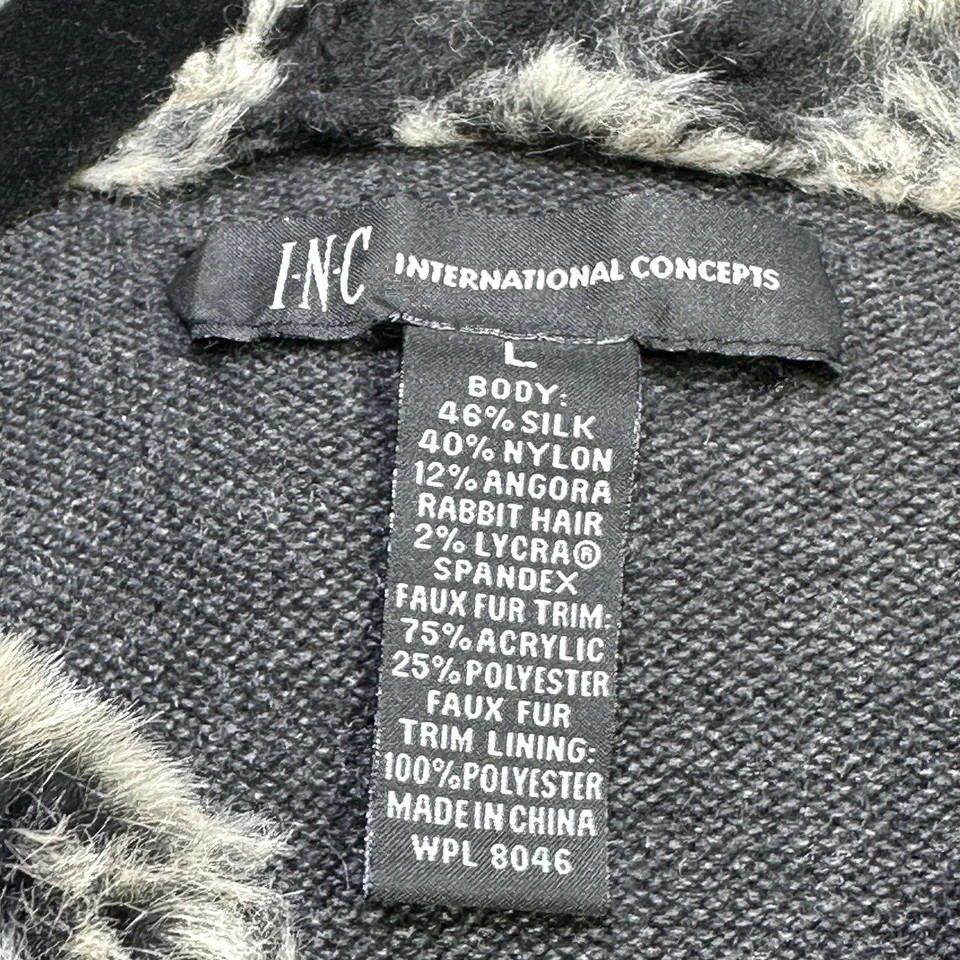 I·N·C INTERNATIONAL CONCEPTS
L
BODY:
46% SILK
40% NYLON
12% ANGORA
RABBIT HAIR
2% LYCRA®
SPANDEX
FAUX FUR TRIM:
75% ACRYLIC
25% POLYESTER
FAUX FUR
TRIM LINING:
100% POLYESTER
MADE IN CHINA
WPL 8046